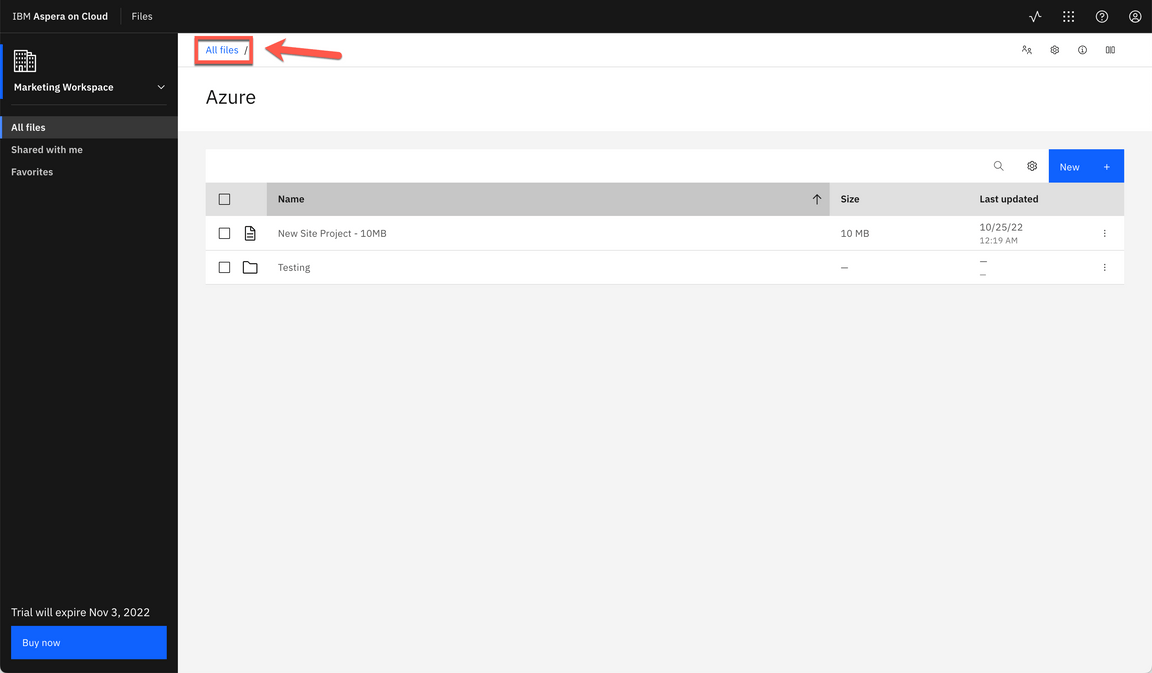 IBM Aspera on Cloud Files
Marketing Workspace
All files
Shared with me
Favorites
Trial will expire Nov 3, 2022
Buy now
All files /
Azure
New +
Name Size Last updated
New Site Project - 10MB 10 MB 10/25/22
12:19 AM
Testing — —
—